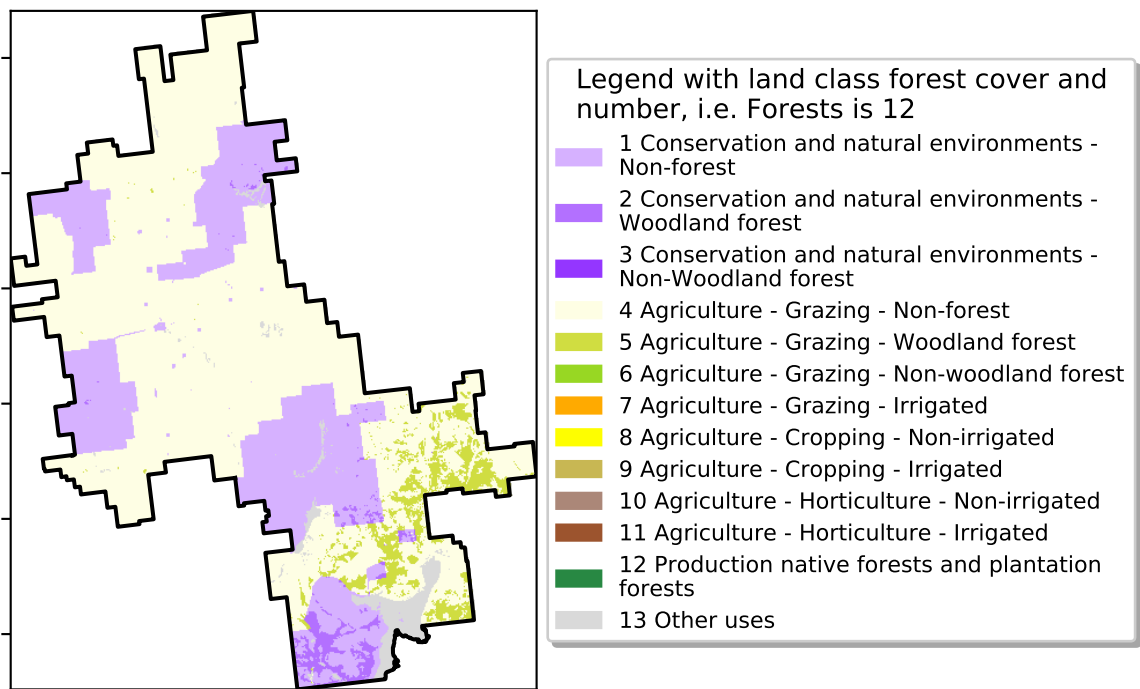 Legend with land class forest cover and
number, i.e. Forests is 12
1 Conservation and natural environments -
Non-forest
2 Conservation and natural environments -
Woodland forest
3 Conservation and natural environments -
Non-Woodland forest
4 Agriculture - Grazing - Non-forest
5 Agriculture - Grazing - Woodland forest
6 Agriculture - Grazing - Non-woodland forest
7 Agriculture - Grazing - Irrigated
8 Agriculture - Cropping - Non-irrigated
9 Agriculture - Cropping - Irrigated
10 Agriculture - Horticulture - Non-irrigated
11 Agriculture - Horticulture - Irrigated
12 Production native forests and plantation
forests
13 Other uses